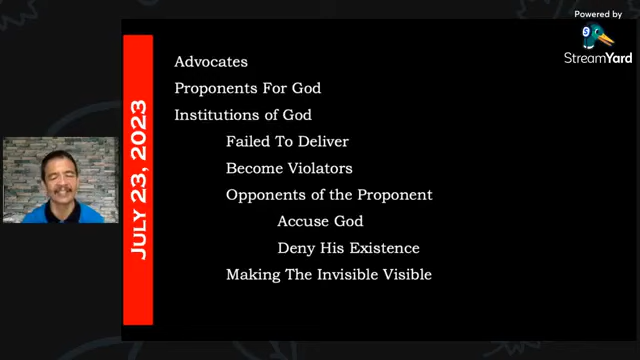 Powered by
StreamYard
JULY 23, 2023
Advocates
Proponents For God
Institutions of God
Failed To Deliver
Become Violators
Opponents of the Proponent
Accuse God
Deny His Existence
Making The Invisible Visible